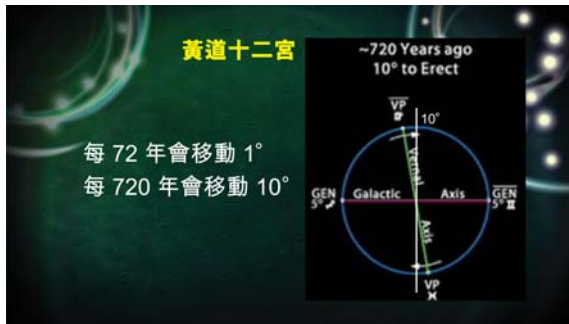 黃道十二宮
每 72 年會移動 1°
每 720 年會移動 10°
~720 Years ago
10° to Erect
VP
10°
Vernal
GEN
5° ♐
Galactic
Axis
GEN
5° ♊
Axis
VP
♓